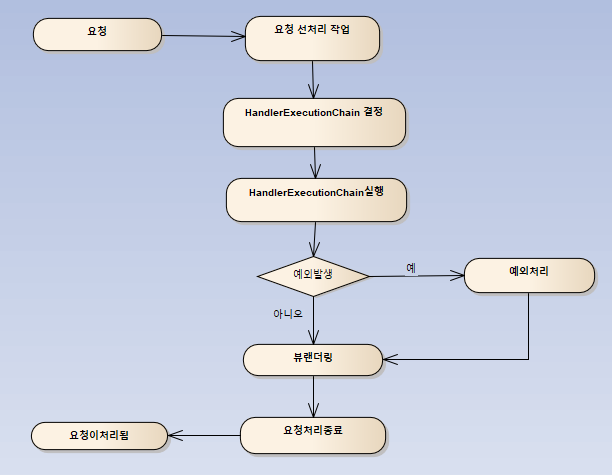 요청
요청 선처리 작업
HandlerExecutionChain 결정
HandlerExecutionChain실행
예외발생
예
예외처리
아니오
뷰랜더링
요청처리종료
요청이처리됨